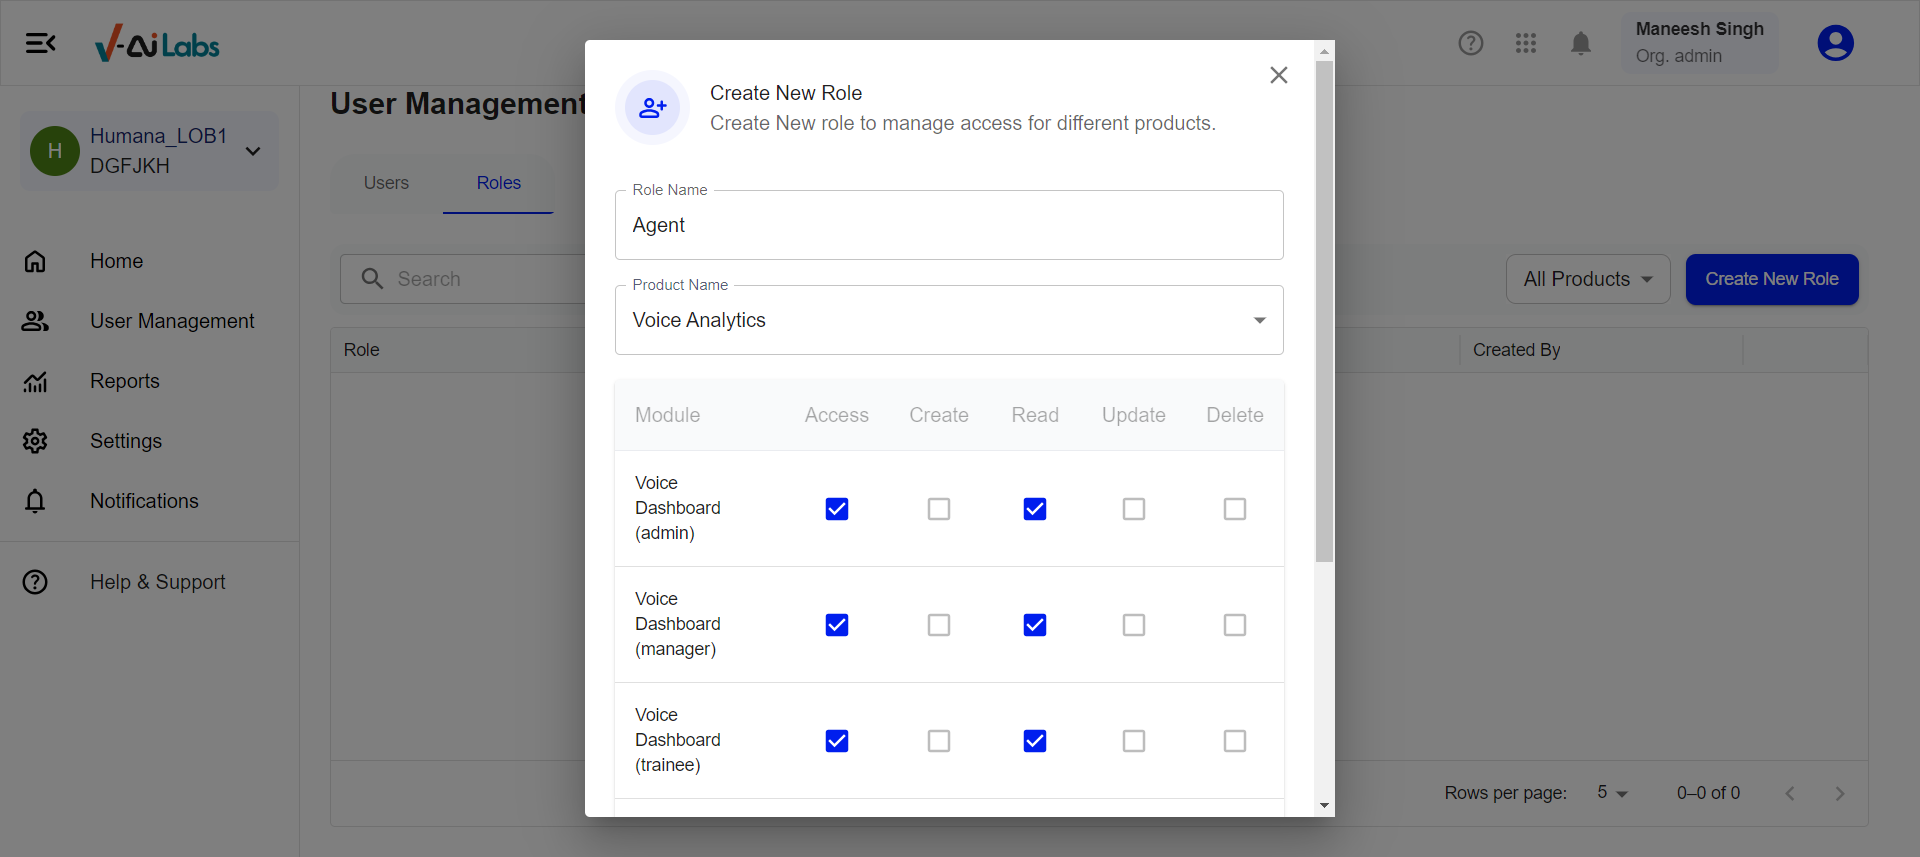 V-Ai Labs
Maneesh Singh
Org. admin
H
Humana_LOB1
DGFJKH
Home
User Management
Reports
Settings
Notifications
Help & Support
User Management
Users
Roles
Search
All Products
Create New Role
Role
Created By
Rows per page:
5
0–0 of 0
Create New Role
Create New role to manage access for different products.
Role Name
Agent
Product Name
Voice Analytics
Module Access Create Read Update Delete
Voice
Dashboard
(admin)
Voice
Dashboard
(manager)
Voice
Dashboard
(trainee)